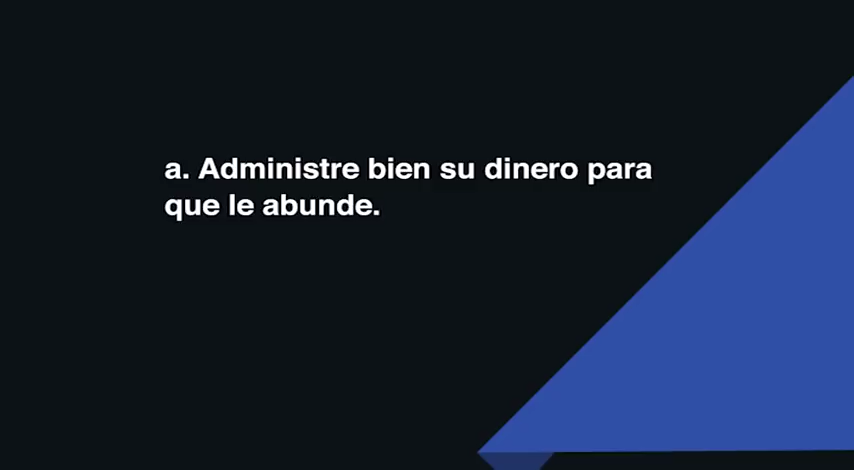 a. Administre bien su dinero para
que le abunde.